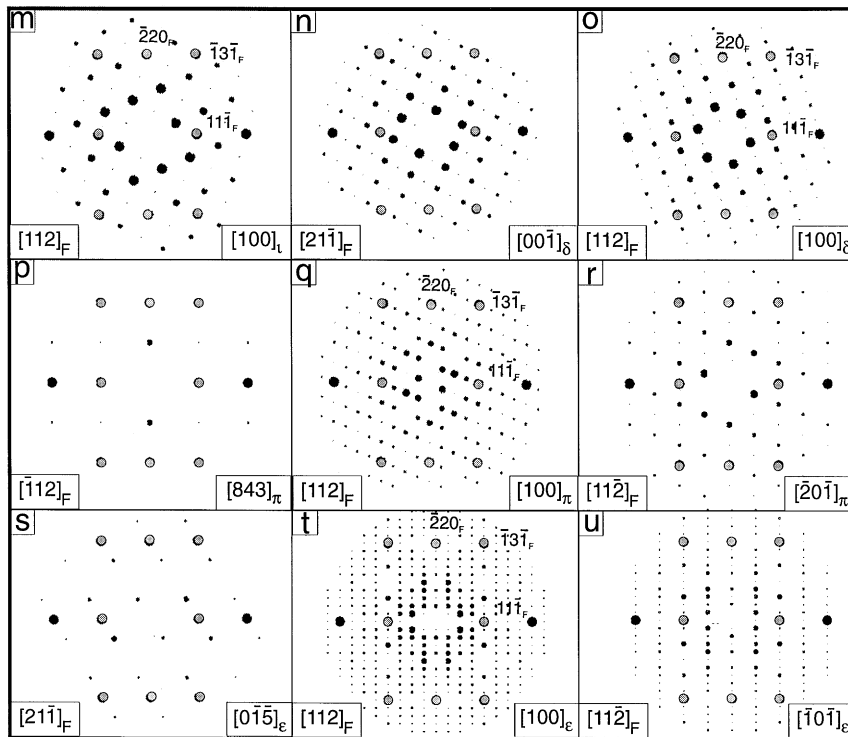 m
2̄20F
1̄31̄F
111̄F
[112]F
[100]ι
n
[211̄]F
[001̄]δ
o
2̄20F
1̄31̄F
111̄F
[112]F
[100]δ
p
[1̄12]F
[843]π
q
2̄20F
1̄31̄F
111̄F
[112]F
[100]π
r
[112̄]F
[2̄01̄]π
s
[211̄]F
[01̄5̄]ε
t
2̄20F
1̄31̄F
111̄F
[112]F
[100]ε
u
[112̄]F
[1̄01̄]ε